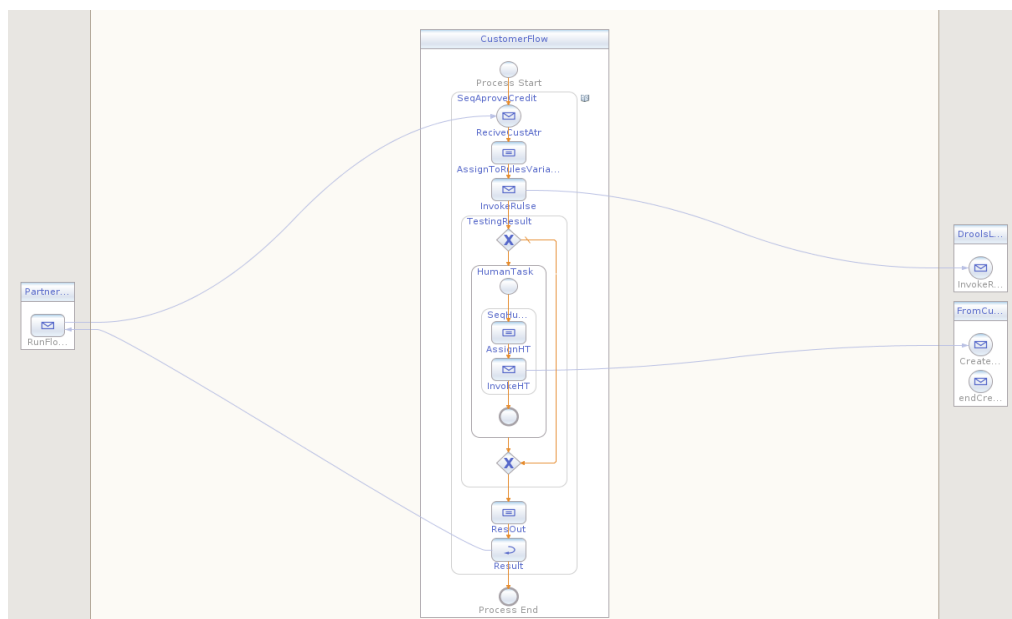 CustomerFlow
Process Start
SeqAproveCredit
ReciveCustAtr
AssignToRulesVaria...
InvokeRulse
TestingResult
X
HumanTask
SeqHu...
AssignHT
InvokeHT
X
ResOut
Result
Process End
Partner...
RunFlo...
DroolsL...
InvokeR...
FromCu...
Create...
endCre...